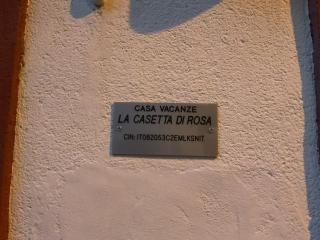 CASA VACANZE
LA CASETTA DI ROSA
CIN: IT082053C2EMLKSNIT